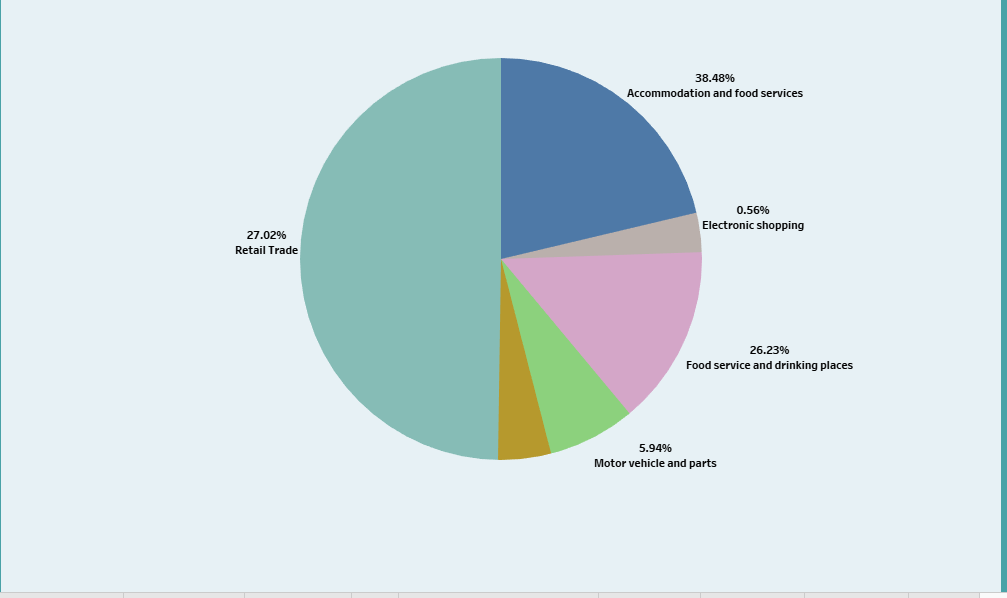 38.48%
Accommodation and food services
0.56%
Electronic shopping
27.02%
Retail Trade
26.23%
Food service and drinking places
5.94%
Motor vehicle and parts